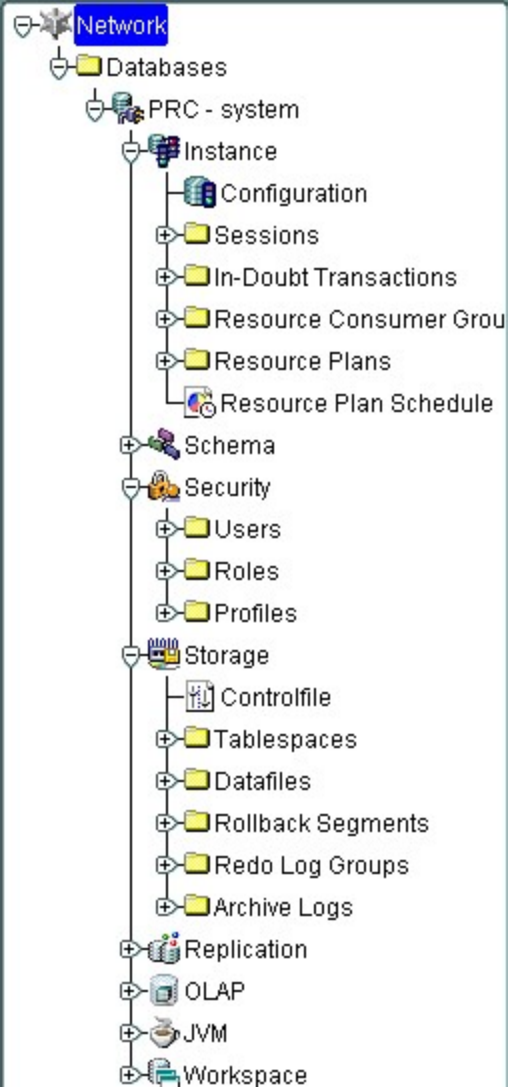 Network
Databases
PRC - system
Instance
Configuration
Sessions
In-Doubt Transactions
Resource Consumer Grou
Resource Plans
Resource Plan Schedule
Schema
Security
Users
Roles
Profiles
Storage
Controlfile
Tablespaces
Datafiles
Rollback Segments
Redo Log Groups
Archive Logs
Replication
OLAP
JVM
Workspace